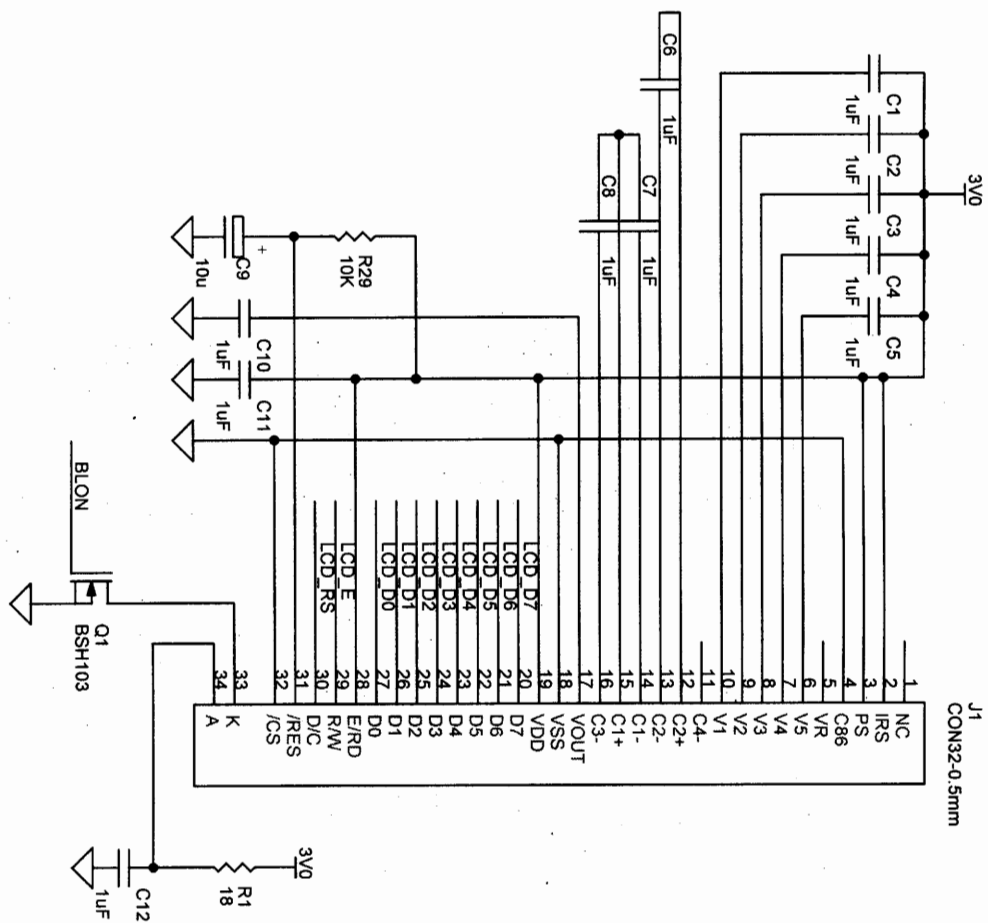 C6
1uF
C1
1uF
C2
1uF
C3
1uF
C4
1uF
C5
1uF
3V0
C8
C7
1uF
1uF
C9
10u
+
R29
10K
C10
1uF
C11
1uF
BLON
Q1
BSH103
LCD_RS
LCD_E
LCD_D0
LCD_D1
LCD_D2
LCD_D3
LCD_D4
LCD_D5
LCD_D6
LCD_D7
J1
CON32-0.5mm
1 NC
2 IRS
3 PS
4 C86
5 VR
6 V5
7 V4
8 V3
9 V2
10 V1
11 C4-
12 C2+
13 C2-
14 C1-
15 C1+
16 C3-
17 VOUT
18 VSS
19 VDD
20 D7
21 D6
22 D5
23 D4
24 D3
25 D2
26 D1
27 D0
28 E/RD
29 R/W
30 D/C
31 /RES
32 /CS
33 K
34 A
3V0
R1
18
C12
1uF